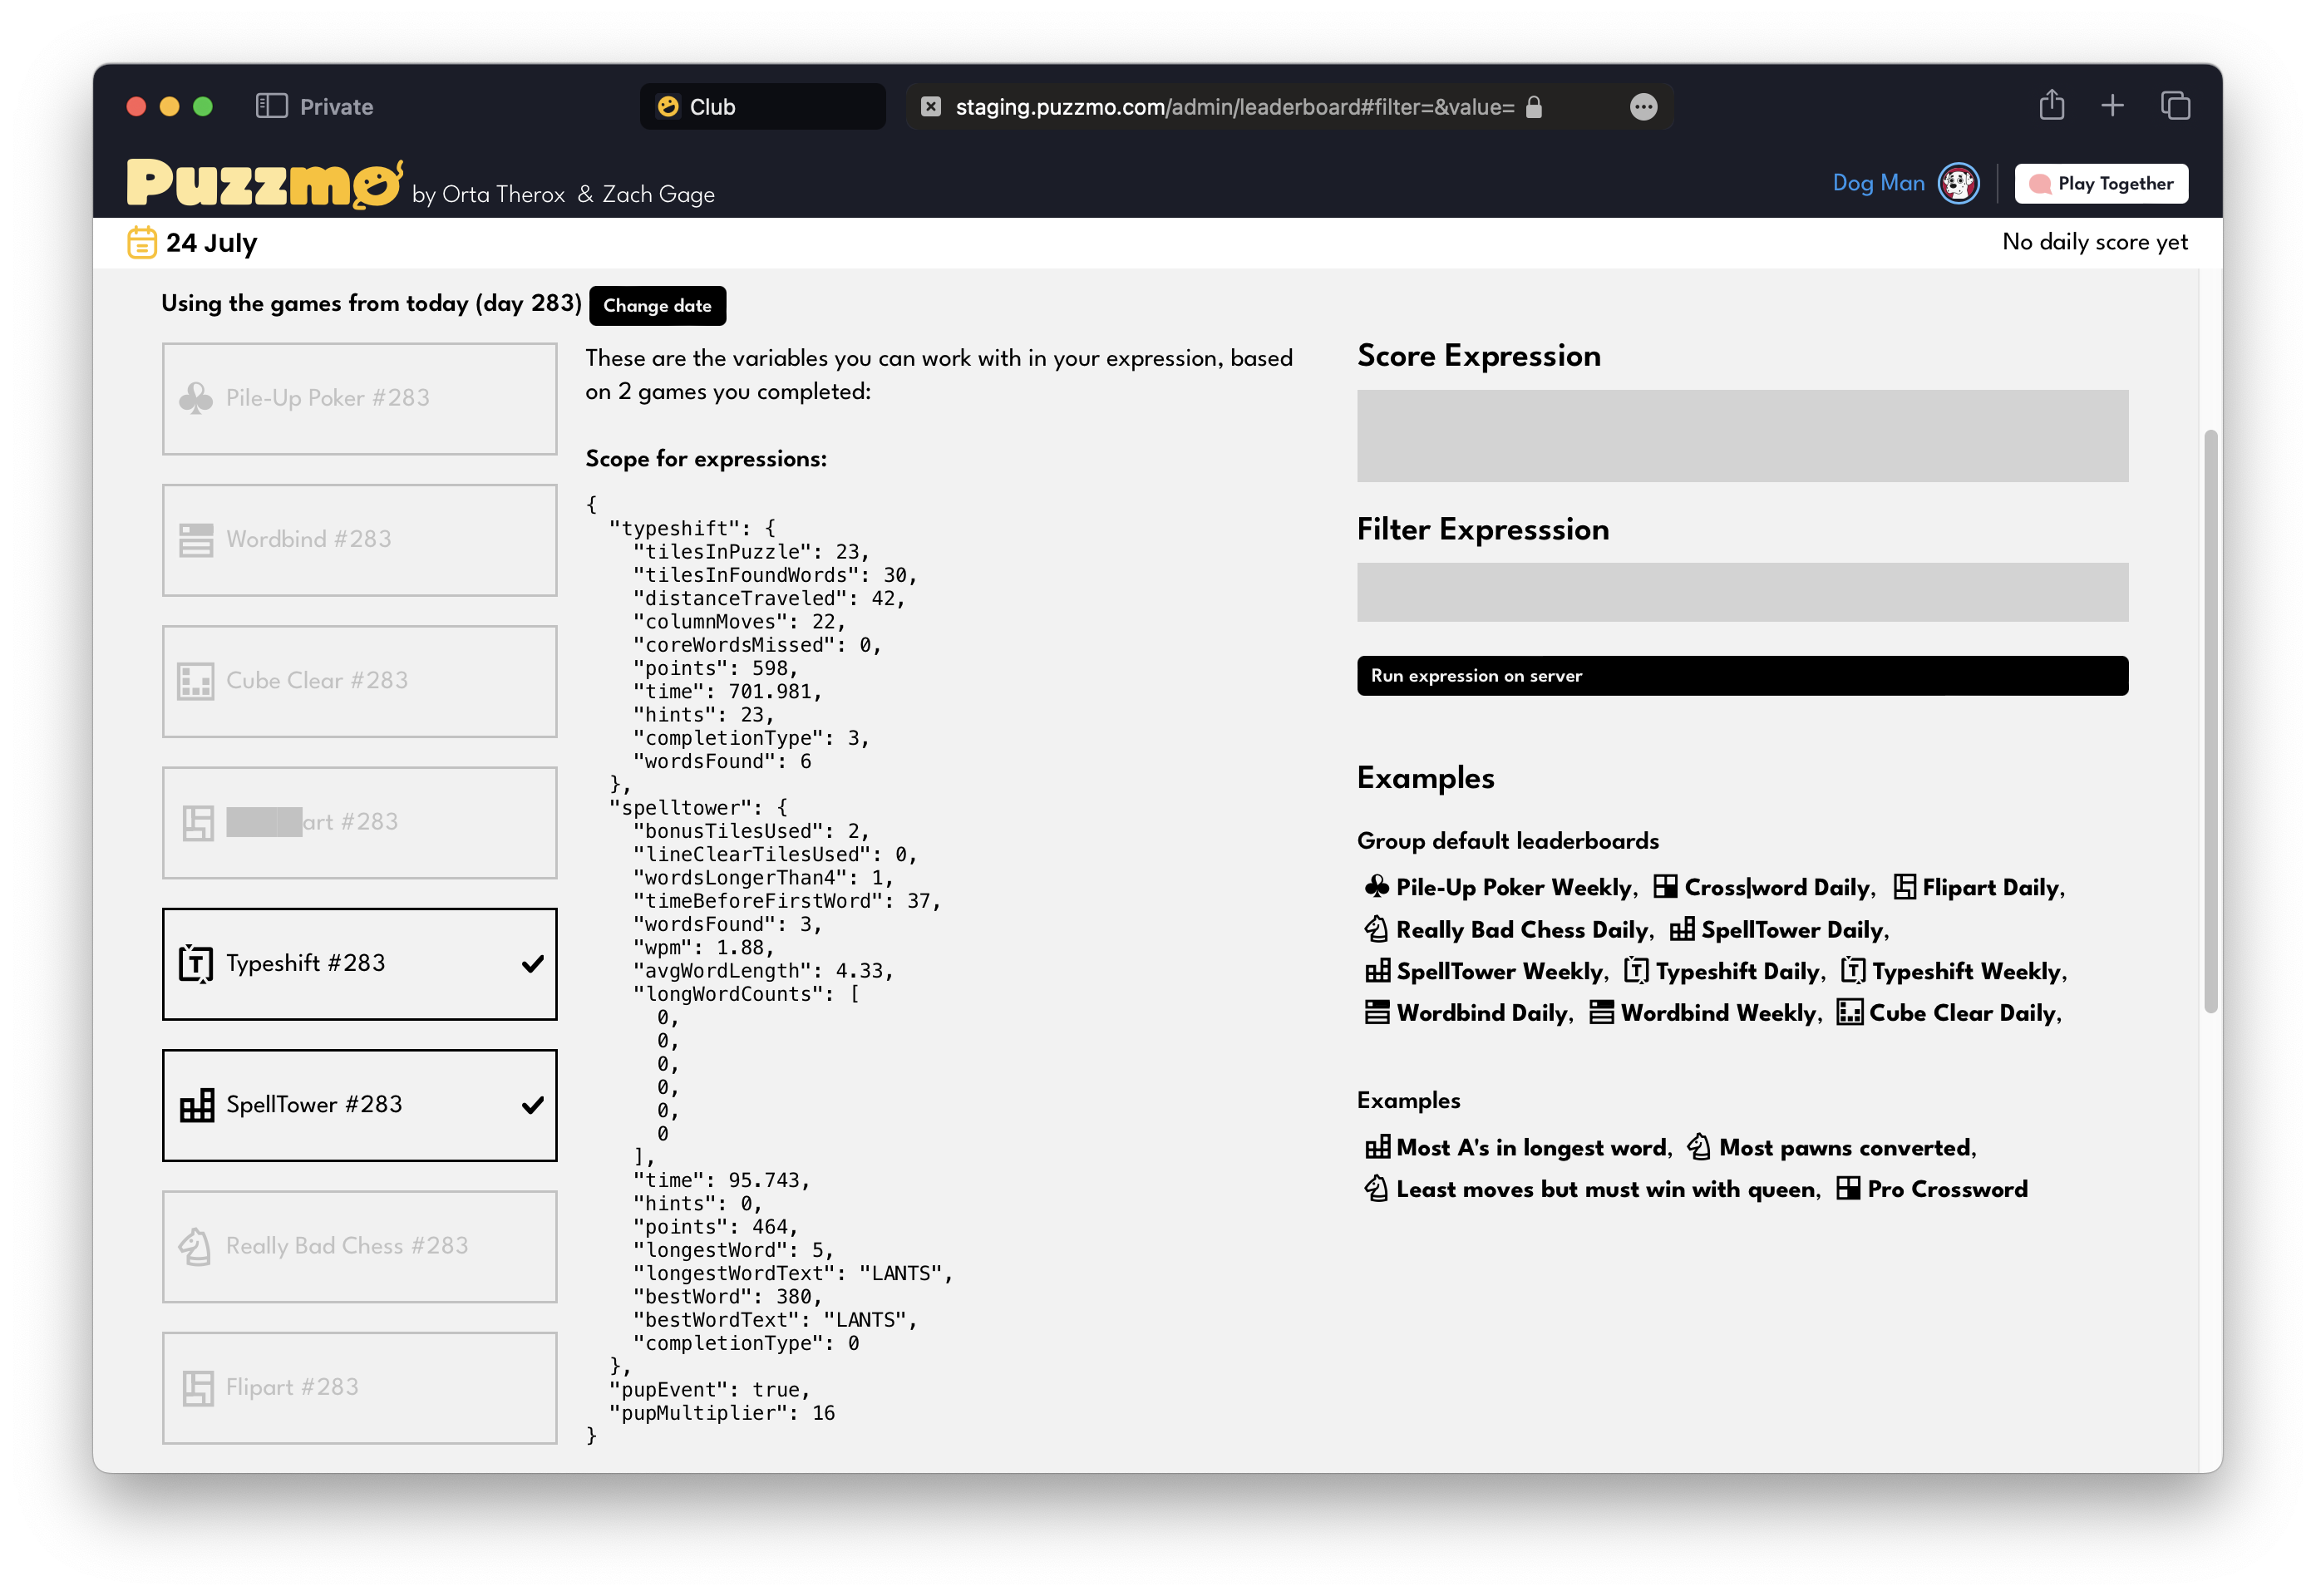 Private
Club
staging.puzzmo.com/admin/leaderboard#filter=&value=
Puzzmo by Orta Therox & Zach Gage
Dog Man
Play Together
24 July
No daily score yet
Using the games from today (day 283)
Change date
Pile-Up Poker #283
Wordbind #283
Cube Clear #283
art #283
Typeshift #283
SpellTower #283
Really Bad Chess #283
Flipart #283
These are the variables you can work with in your expression, based
on 2 games you completed:
Scope for expressions:
{
"typeshift": {
"tilesInPuzzle": 23,
"tilesInFoundWords": 30,
"distanceTraveled": 42,
"columnMoves": 22,
"coreWordsMissed": 0,
"points": 598,
"time": 701.981,
"hints": 23,
"completionType": 3,
"wordsFound": 6
},
"spelltower": {
"bonusTilesUsed": 2,
"lineClearTilesUsed": 0,
"wordsLongerThan4": 1,
"timeBeforeFirstWord": 37,
"wordsFound": 3,
"wpm": 1.88,
"avgWordLength": 4.33,
"longWordCounts": [
0,
0,
0,
0,
0,
0
],
"time": 95.743,
"hints": 0,
"points": 464,
"longestWord": 5,
"longestWordText": "LANTS",
"bestWord": 380,
"bestWordText": "LANTS",
"completionType": 0
},
"pupEvent": true,
"pupMultiplier": 16
}
Score Expression
Filter Expresssion
Run expression on server
Examples
Group default leaderboards
Pile-Up Poker Weekly, Cross|word Daily, Flipart Daily,
Really Bad Chess Daily, SpellTower Daily,
SpellTower Weekly, Typeshift Daily, Typeshift Weekly,
Wordbind Daily, Wordbind Weekly, Cube Clear Daily,
Examples
Most A's in longest word, Most pawns converted,
Least moves but must win with queen, Pro Crossword